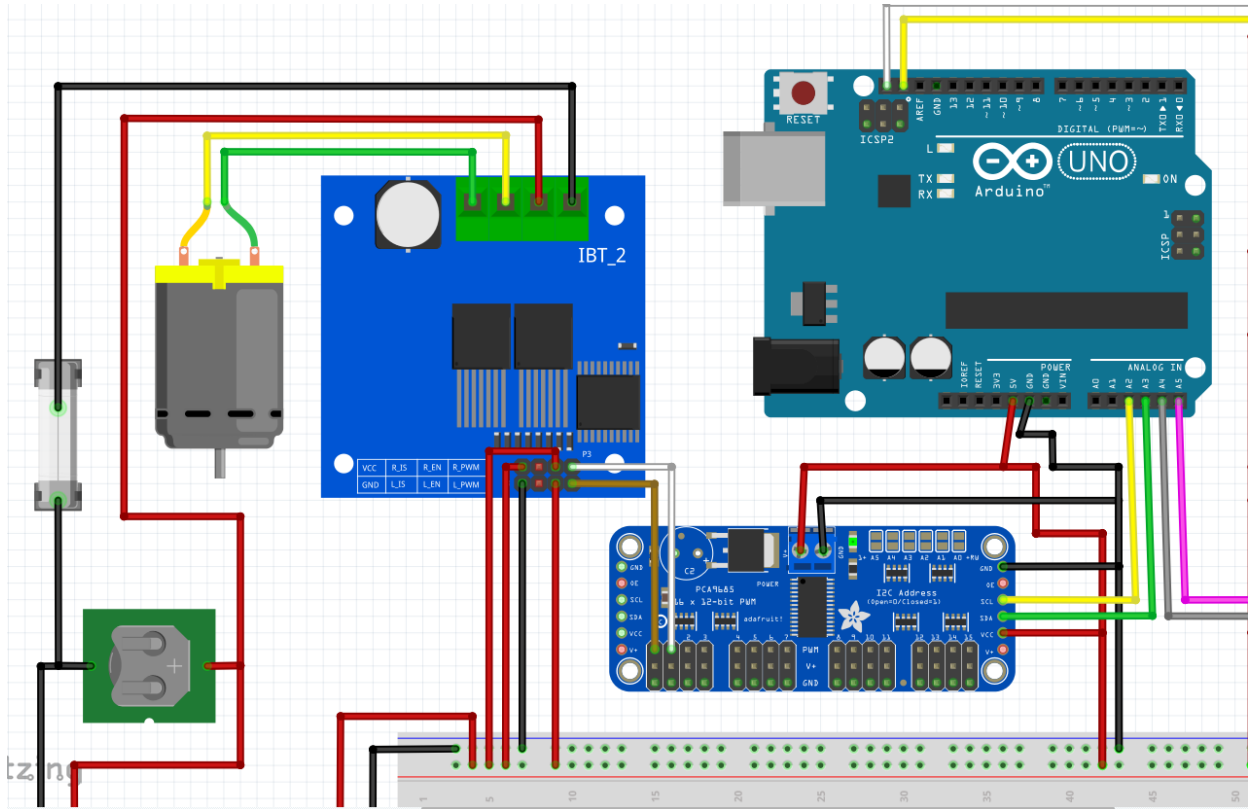 RESET
ICSP2
AREF
GND
13
12
~11
~10
~9
8
7
~6
~5
4
~3
2
TX0▶1
RX0◀0
DIGITAL (PWM=~)
L
TX
RX
Arduino™
UNO
ON
1
ICSP
IOREF
RESET
3V3
5V
GND
GND
VIN
POWER
A0
A1
A2
A3
A4
A5
ANALOG IN
IBT_2
P3
VCC R_IS R_EN R_PWM
GND L_IS L_EN L_PWM
GND
OE
SCL
SDA
VCC
V+
C2
+
POWER
V+
GND
PCA9685
16 x 12-bit PWM
adafruit!
A5 A4 A3 A2 A1 A0
I2C Address
(Open=0/Closed=1)
GND
OE
SCL
SDA
VCC
V+
2 3 4 5 6 7 8 9 10 11 12 13 14 15
PWM
V+
GND
+
tzing
1 5 10 15 20 25 30 35 40 45 50